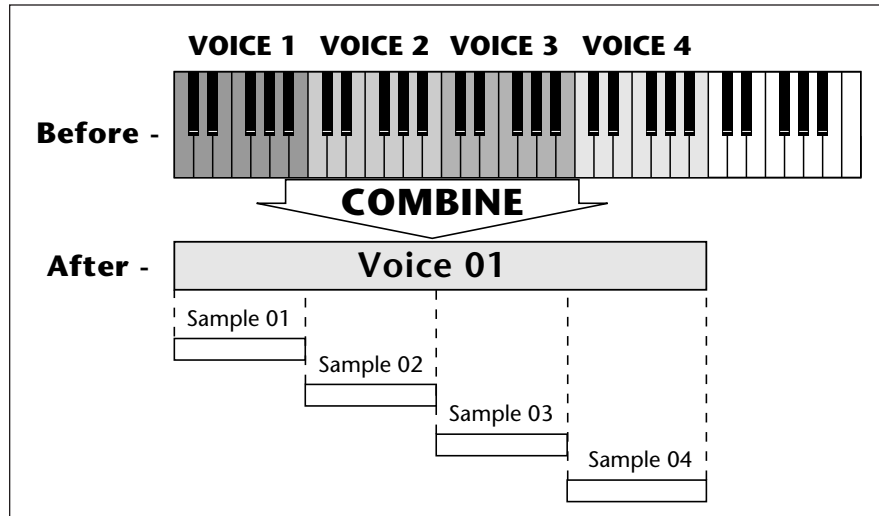 VOICE 1 VOICE 2 VOICE 3 VOICE 4
Before -
COMBINE
After -
Voice 01
Sample 01
Sample 02
Sample 03
Sample 04